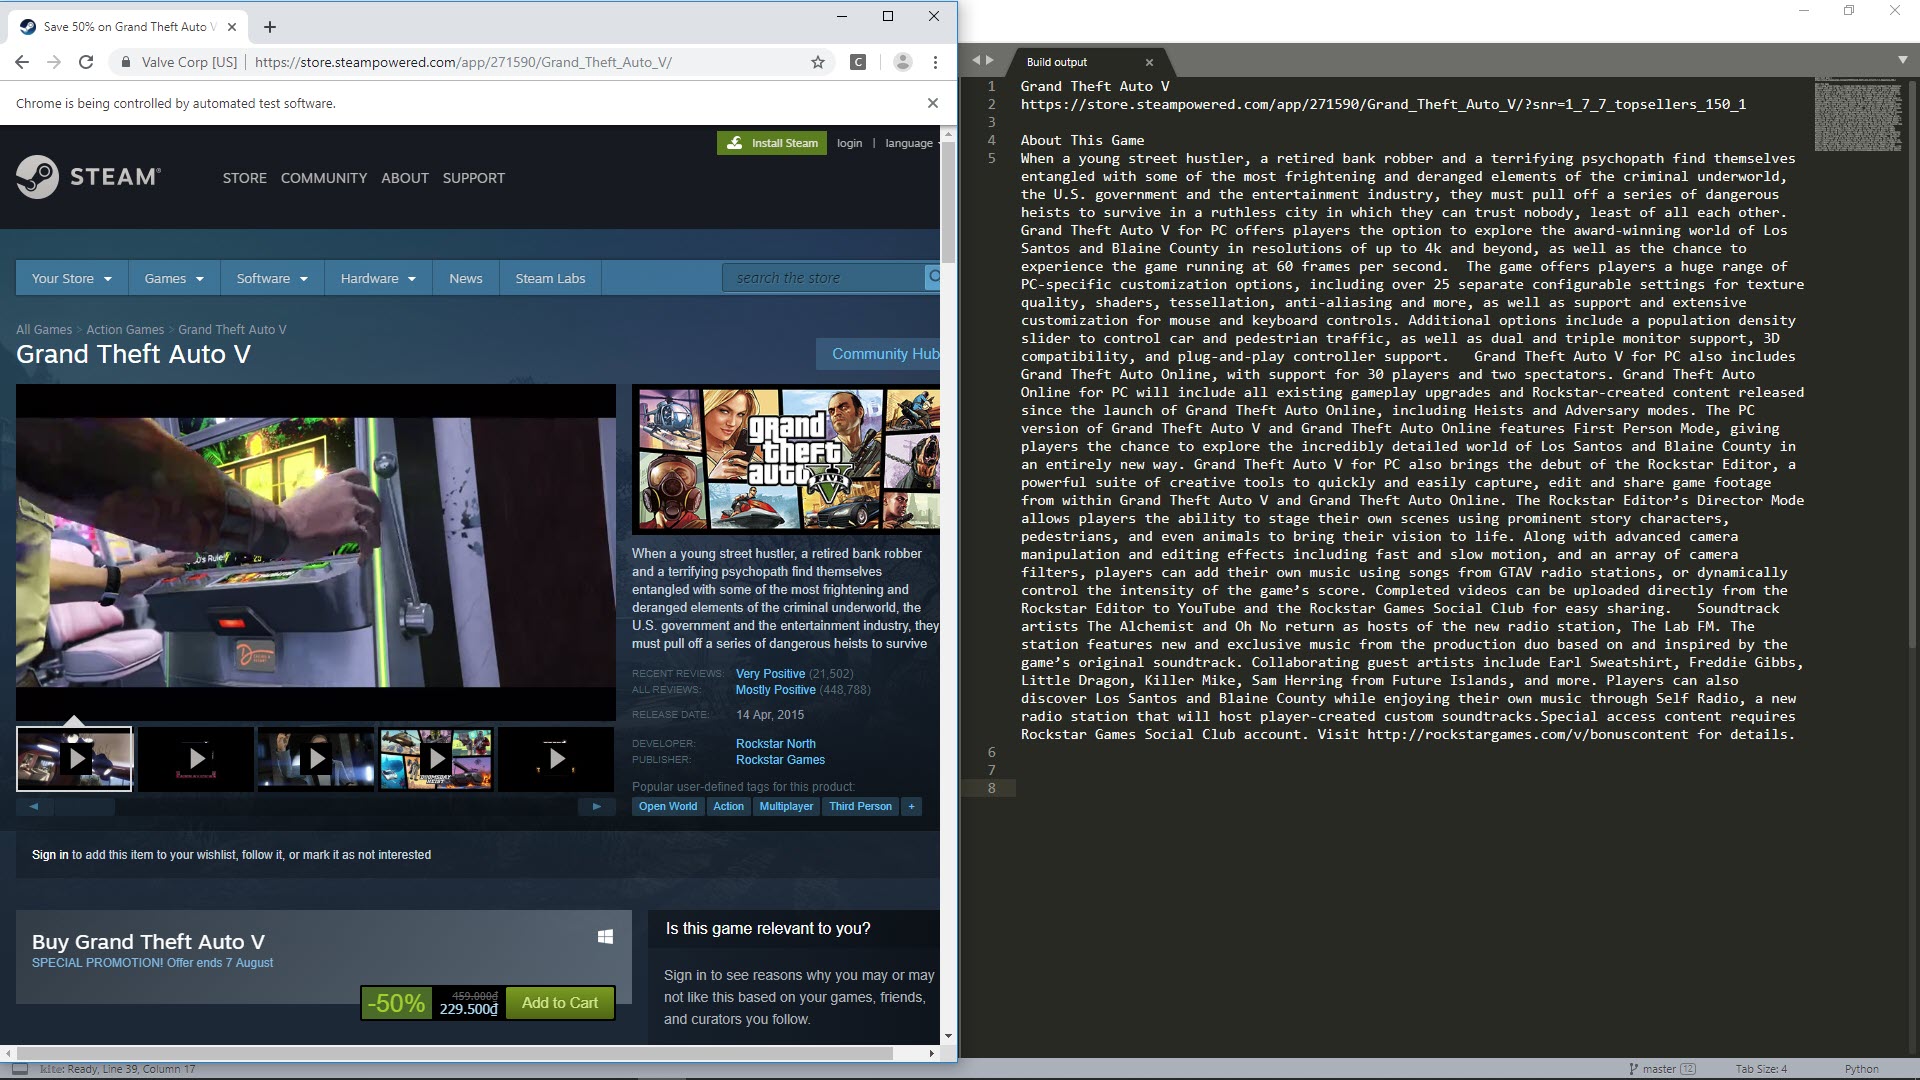 Save 50% on Grand Theft Auto V
Valve Corp [US]
https://store.steampowered.com/app/271590/Grand_Theft_Auto_V/
C
Chrome is being controlled by automated test software.
Install Steam
login
|
language
STEAM®
STORE
COMMUNITY
ABOUT
SUPPORT
Your Store
Games
Software
Hardware
News
Steam Labs
search the store
All Games > Action Games > Grand Theft Auto V
Grand Theft Auto V
Community Hub
grand
theft
auto
V
FIVE
When a young street hustler, a retired bank robber
and a terrifying psychopath find themselves
entangled with some of the most frightening and
deranged elements of the criminal underworld, the
U.S. government and the entertainment industry, they
must pull off a series of dangerous heists to survive
RECENT REVIEWS: Very Positive (21,502)
ALL REVIEWS: Mostly Positive (448,788)
RELEASE DATE: 14 Apr, 2015
DEVELOPER: Rockstar North
PUBLISHER: Rockstar Games
Popular user-defined tags for this product:
Open World
Action
Multiplayer
Third Person
+
DOOMSDAY
HEIST
Sign in to add this item to your wishlist, follow it, or mark it as not interested
Buy Grand Theft Auto V
SPECIAL PROMOTION! Offer ends 7 August
-50%
459.000₫
229.500₫
Add to Cart
Is this game relevant to you?
Sign in to see reasons why you may or may
not like this based on your games, friends,
and curators you follow.
Build output
1 Grand Theft Auto V
2 https://store.steampowered.com/app/271590/Grand_Theft_Auto_V/?snr=1_7_7_topsellers_150_1
3
4 About This Game
5 When a young street hustler, a retired bank robber and a terrifying psychopath find themselves
entangled with some of the most frightening and deranged elements of the criminal underworld,
the U.S. government and the entertainment industry, they must pull off a series of dangerous
heists to survive in a ruthless city in which they can trust nobody, least of all each other.
Grand Theft Auto V for PC offers players the option to explore the award-winning world of Los
Santos and Blaine County in resolutions of up to 4k and beyond, as well as the chance to
experience the game running at 60 frames per second.  The game offers players a huge range of
PC-specific customization options, including over 25 separate configurable settings for texture
quality, shaders, tessellation, anti-aliasing and more, as well as support and extensive
customization for mouse and keyboard controls. Additional options include a population density
slider to control car and pedestrian traffic, as well as dual and triple monitor support, 3D
compatibility, and plug-and-play controller support.   Grand Theft Auto V for PC also includes
Grand Theft Auto Online, with support for 30 players and two spectators. Grand Theft Auto
Online for PC will include all existing gameplay upgrades and Rockstar-created content released
since the launch of Grand Theft Auto Online, including Heists and Adversary modes. The PC
version of Grand Theft Auto V and Grand Theft Auto Online features First Person Mode, giving
players the chance to explore the incredibly detailed world of Los Santos and Blaine County in
an entirely new way. Grand Theft Auto V for PC also brings the debut of the Rockstar Editor, a
powerful suite of creative tools to quickly and easily capture, edit and share game footage
from within Grand Theft Auto V and Grand Theft Auto Online. The Rockstar Editor’s Director Mode
allows players the ability to stage their own scenes using prominent story characters,
pedestrians, and even animals to bring their vision to life. Along with advanced camera
manipulation and editing effects including fast and slow motion, and an array of camera
filters, players can add their own music using songs from GTAV radio stations, or dynamically
control the intensity of the game’s score. Completed videos can be uploaded directly from the
Rockstar Editor to YouTube and the Rockstar Games Social Club for easy sharing.   Soundtrack
artists The Alchemist and Oh No return as hosts of the new radio station, The Lab FM. The
station features new and exclusive music from the production duo based on and inspired by the
game’s original soundtrack. Collaborating guest artists include Earl Sweatshirt, Freddie Gibbs,
Little Dragon, Killer Mike, Sam Herring from Future Islands, and more. Players can also
discover Los Santos and Blaine County while enjoying their own music through Self Radio, a new
radio station that will host player-created custom soundtracks.Special access content requires
Rockstar Games Social Club account. Visit http://rockstargames.com/v/bonuscontent for details.
6
7
8
kite: Ready, Line 39, Column 17
master 12
Tab Size: 4
Python